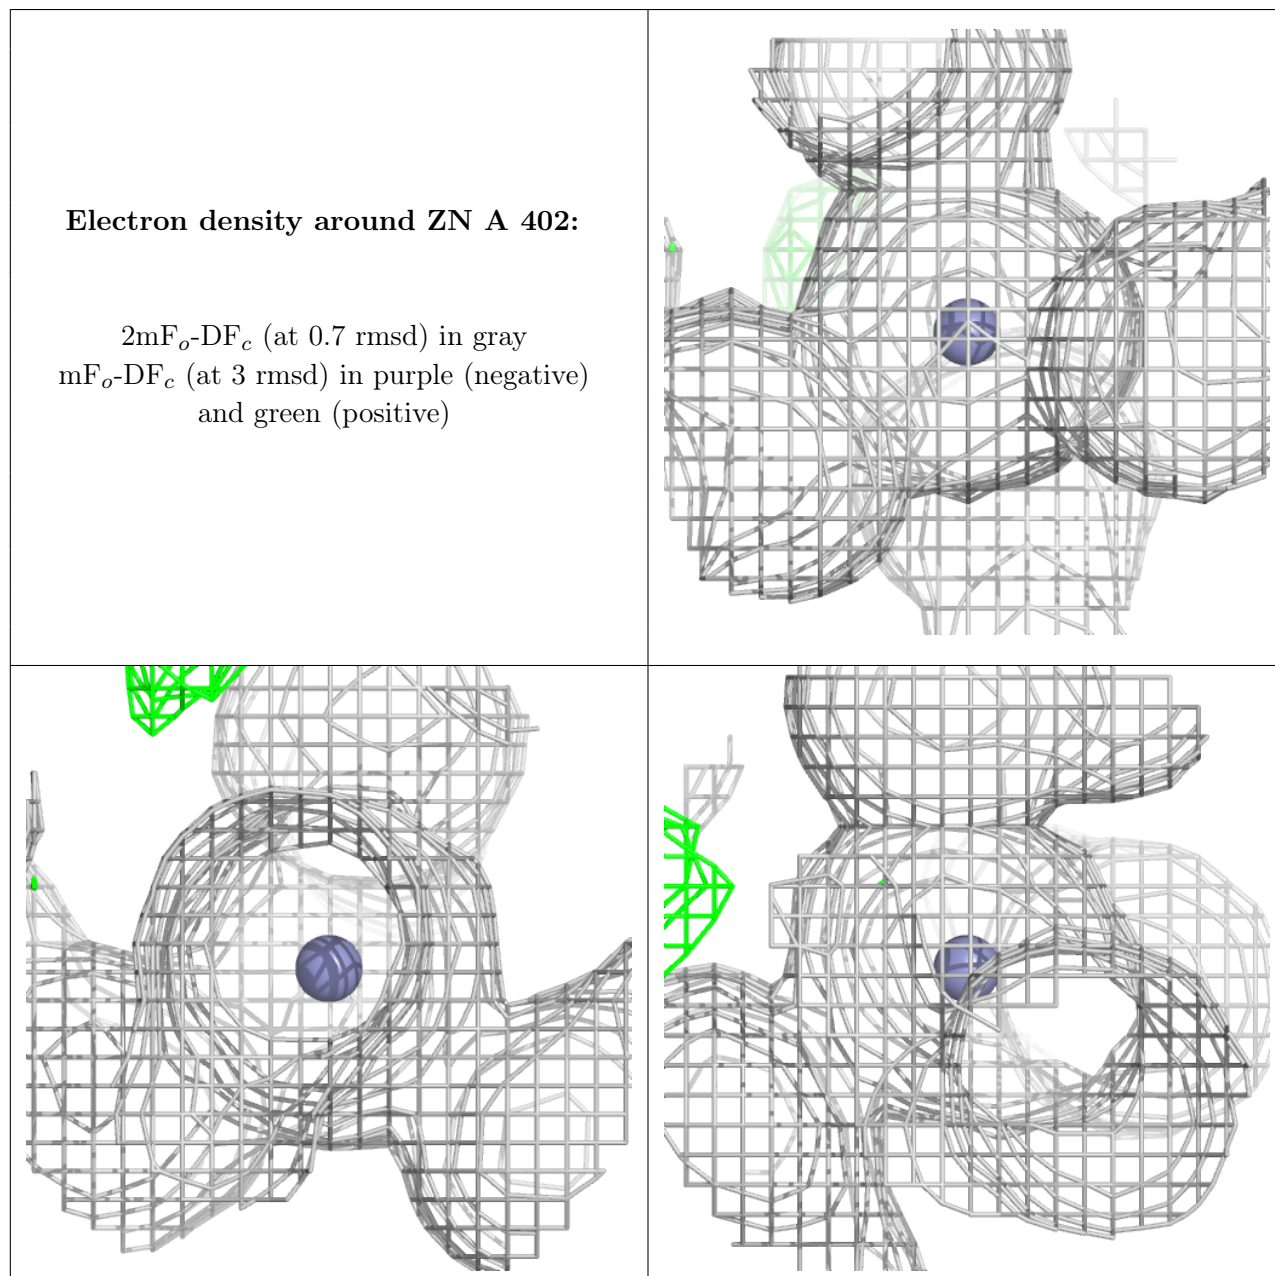 Electron density around ZN A 402:
2mFo-DFc (at 0.7 rmsd) in gray
mFo-DFc (at 3 rmsd) in purple (negative)
and green (positive)